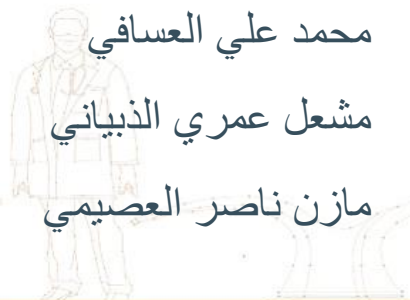 محمد علي العسافي
مشعل عمري الذبياني
مازن ناصر العصيمي